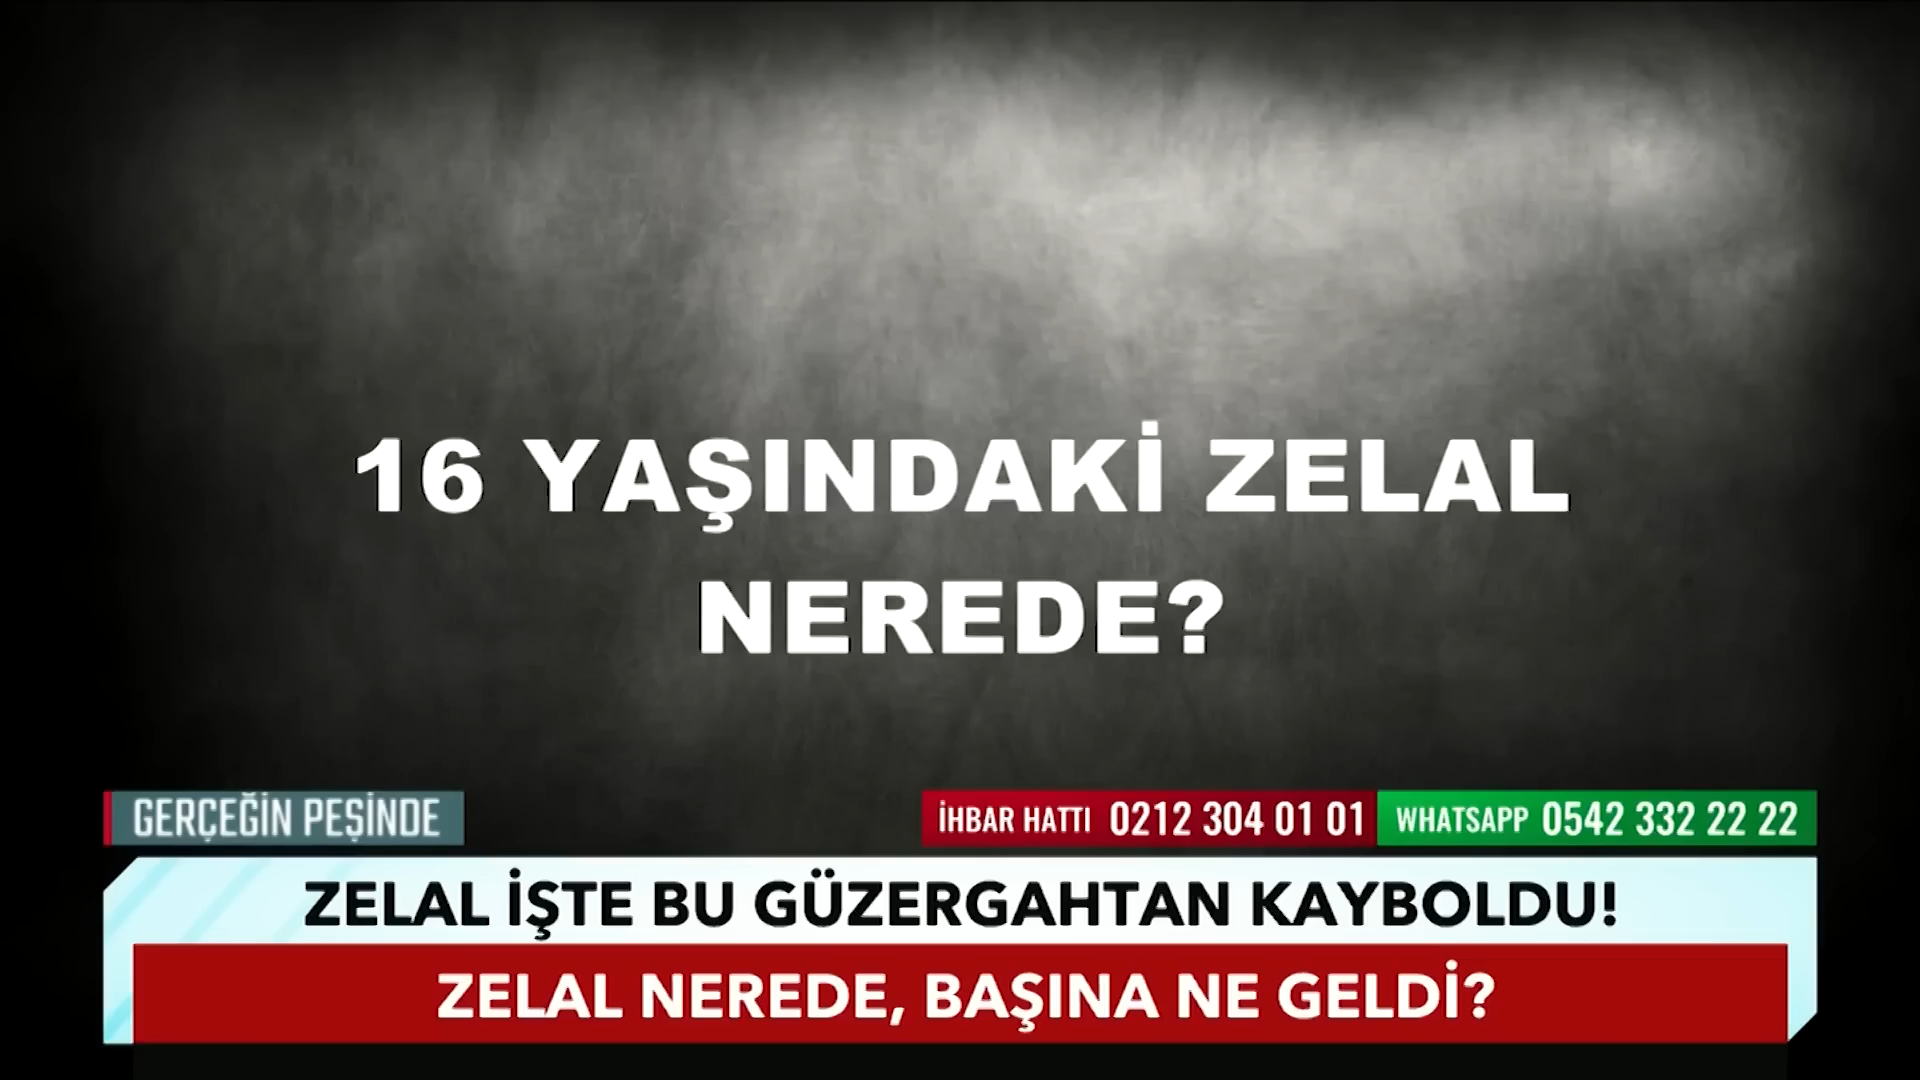 16 YAŞINDAKİ ZELAL
NEREDE?
GERÇEĞİN PEŞİNDE
İHBAR HATTI 0212 304 01 01
WHATSAPP 0542 332 22 22
ZELAL İŞTE BU GÜZERGAHTAN KAYBOLDU!
ZELAL NEREDE, BAŞINA NE GELDİ?